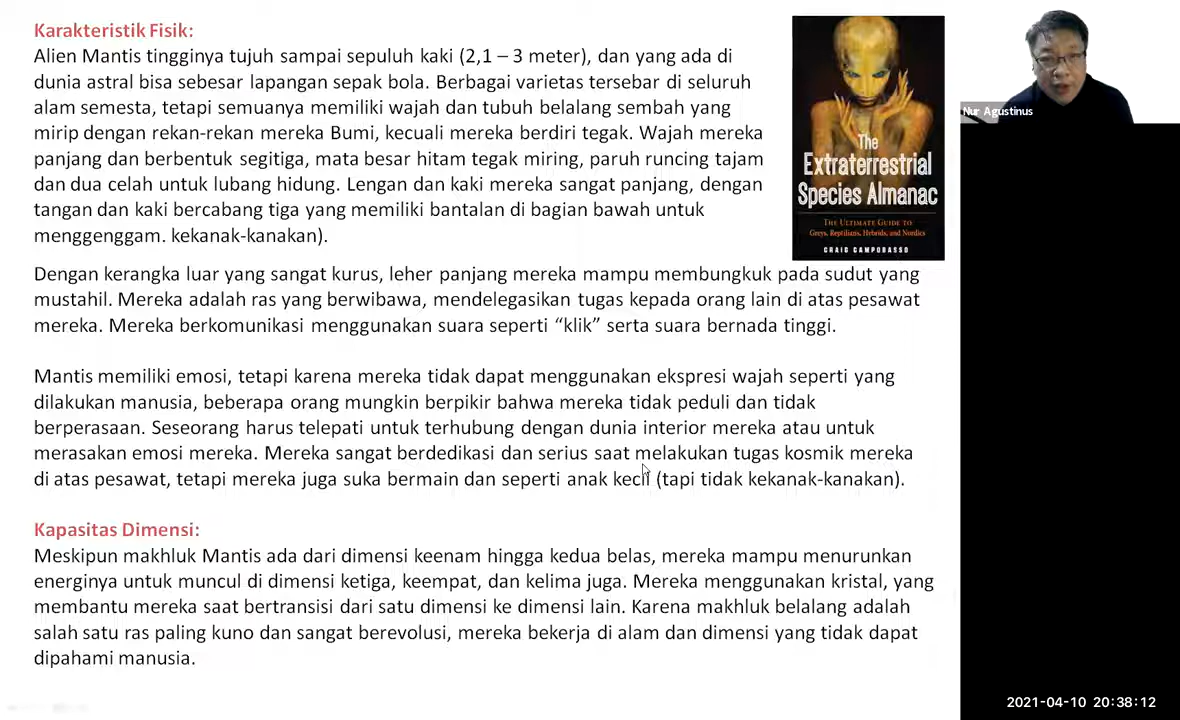 Karakteristik Fisik:
Alien Mantis tingginya tujuh sampai sepuluh kaki (2,1 – 3 meter), dan yang ada di
dunia astral bisa sebesar lapangan sepak bola. Berbagai varietas tersebar di seluruh
alam semesta, tetapi semuanya memiliki wajah dan tubuh belalang sembah yang
mirip dengan rekan-rekan mereka Bumi, kecuali mereka berdiri tegak. Wajah mereka
panjang dan berbentuk segitiga, mata besar hitam tegak miring, paruh runcing tajam
dan dua celah untuk lubang hidung. Lengan dan kaki mereka sangat panjang, dengan
tangan dan kaki bercabang tiga yang memiliki bantalan di bagian bawah untuk
menggenggam. kekanak-kanakan).
Dengan kerangka luar yang sangat kurus, leher panjang mereka mampu membungkuk pada sudut yang
mustahil. Mereka adalah ras yang berwibawa, mendelegasikan tugas kepada orang lain di atas pesawat
mereka. Mereka berkomunikasi menggunakan suara seperti “klik” serta suara bernada tinggi.
Mantis memiliki emosi, tetapi karena mereka tidak dapat menggunakan ekspresi wajah seperti yang
dilakukan manusia, beberapa orang mungkin berpikir bahwa mereka tidak peduli dan tidak
berperasaan. Seseorang harus telepati untuk terhubung dengan dunia interior mereka atau untuk
merasakan emosi mereka. Mereka sangat berdedikasi dan serius saat melakukan tugas kosmik mereka
di atas pesawat, tetapi mereka juga suka bermain dan seperti anak kecil (tapi tidak kekanak-kanakan).
Kapasitas Dimensi:
Meskipun makhluk Mantis ada dari dimensi keenam hingga kedua belas, mereka mampu menurunkan
energinya untuk muncul di dimensi ketiga, keempat, dan kelima juga. Mereka menggunakan kristal, yang
membantu mereka saat bertransisi dari satu dimensi ke dimensi lain. Karena makhluk belalang adalah
salah satu ras paling kuno dan sangat berevolusi, mereka bekerja di alam dan dimensi yang tidak dapat
dipahami manusia.
The
Extraterrestrial
Species Almanac
The Ultimate Guide to
Greys, Reptilians, Hybrids, and Nordics
CRAIG CAMPOBASSO
Nur Agustinus
2021-04-10 20:38:12